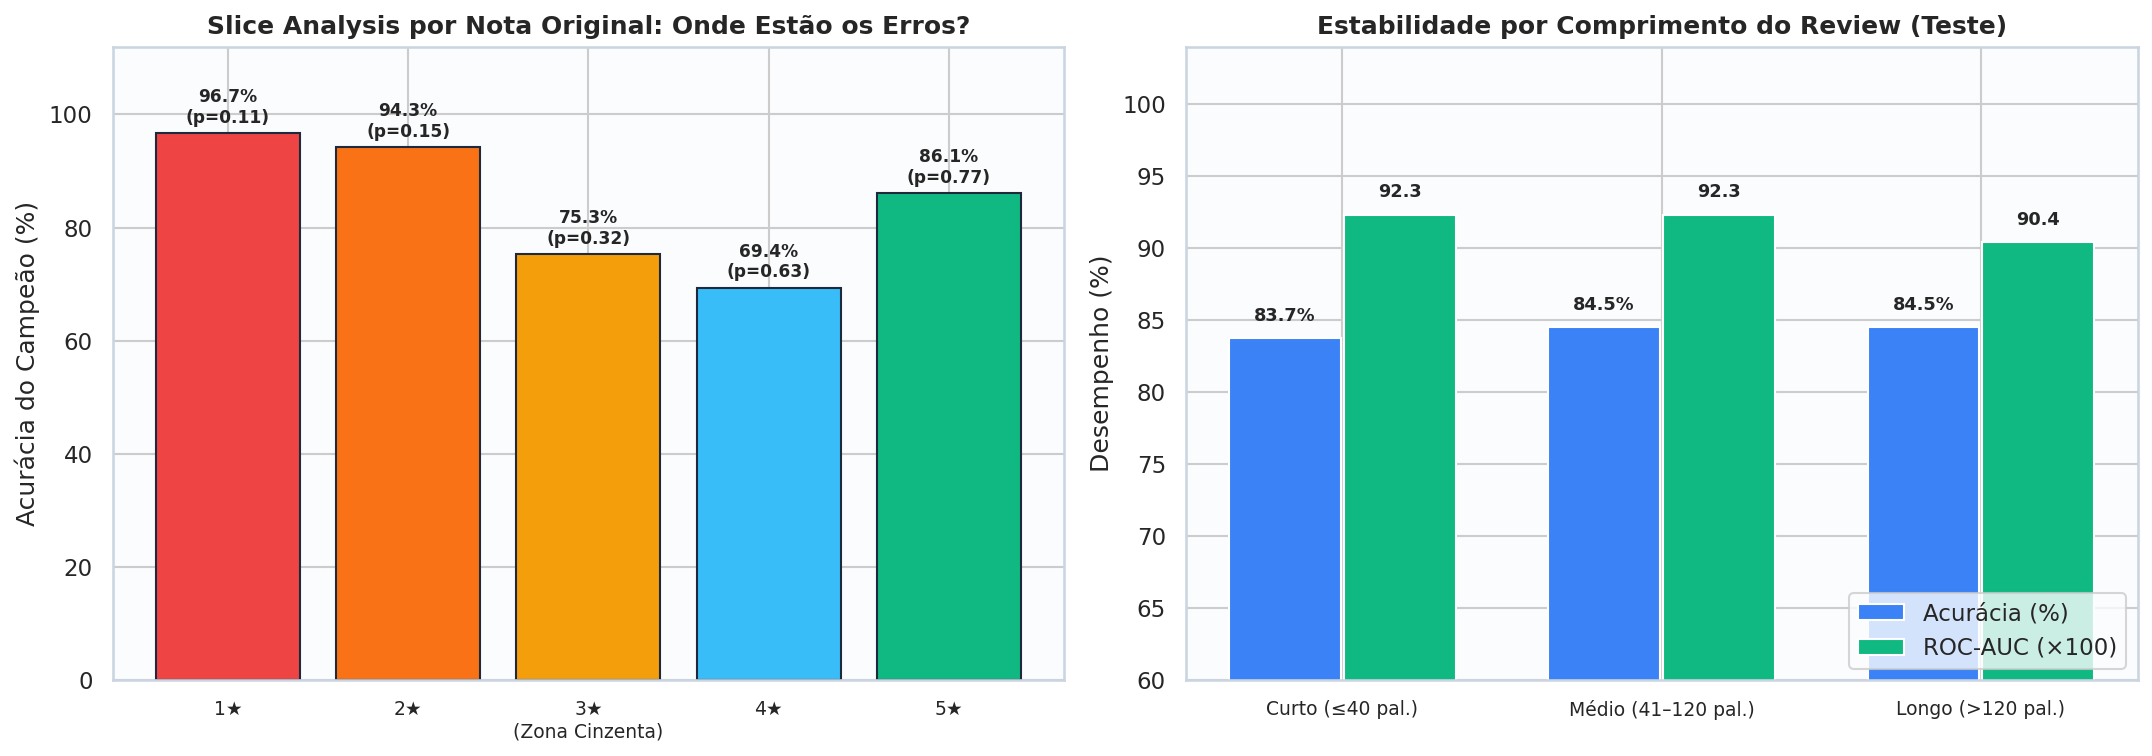 Slice Analysis por Nota Original: Onde Estão os Erros?
Acurácia do Campeão (%)
100
80
60
40
20
0
96.7%
(p=0.11)
94.3%
(p=0.15)
75.3%
(p=0.32)
69.4%
(p=0.63)
86.1%
(p=0.77)
1★
2★
3★
(Zona Cinzenta)
4★
5★
Estabilidade por Comprimento do Review (Teste)
Desempenho (%)
100
95
90
85
80
75
70
65
60
83.7%
92.3
84.5%
92.3
84.5%
90.4
Curto (≤40 pal.)
Médio (41–120 pal.)
Longo (>120 pal.)
Acurácia (%)
ROC-AUC (×100)